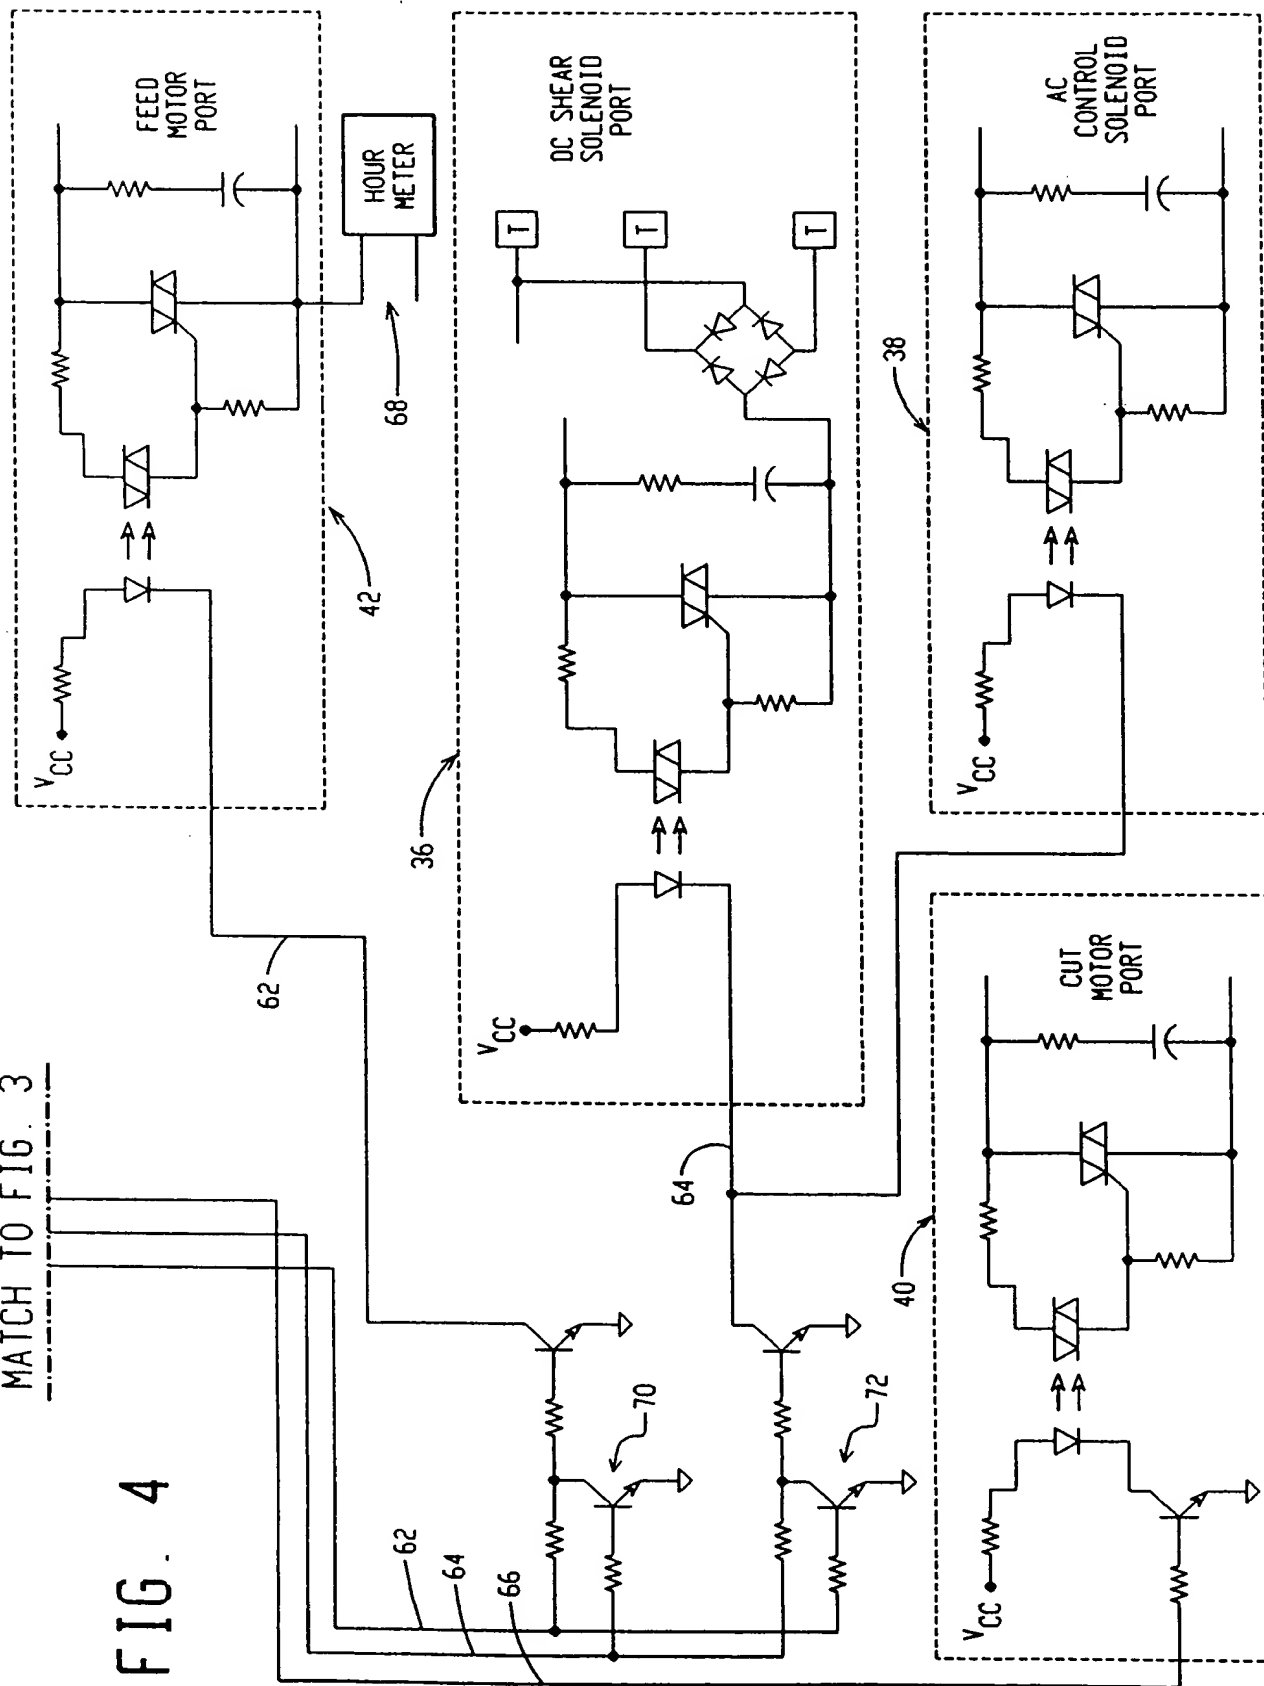 MATCH TO FIG. 3
FIG. 4
62
64
66
70
72
62
64
VCC
42
FEED
MOTOR
PORT
68
HOUR
METER
36
VCC
DC SHEAR
SOLENOID
PORT
T
T
T
38
VCC
AC
CONTROL
SOLENOID
PORT
40
VCC
CUT
MOTOR
PORT